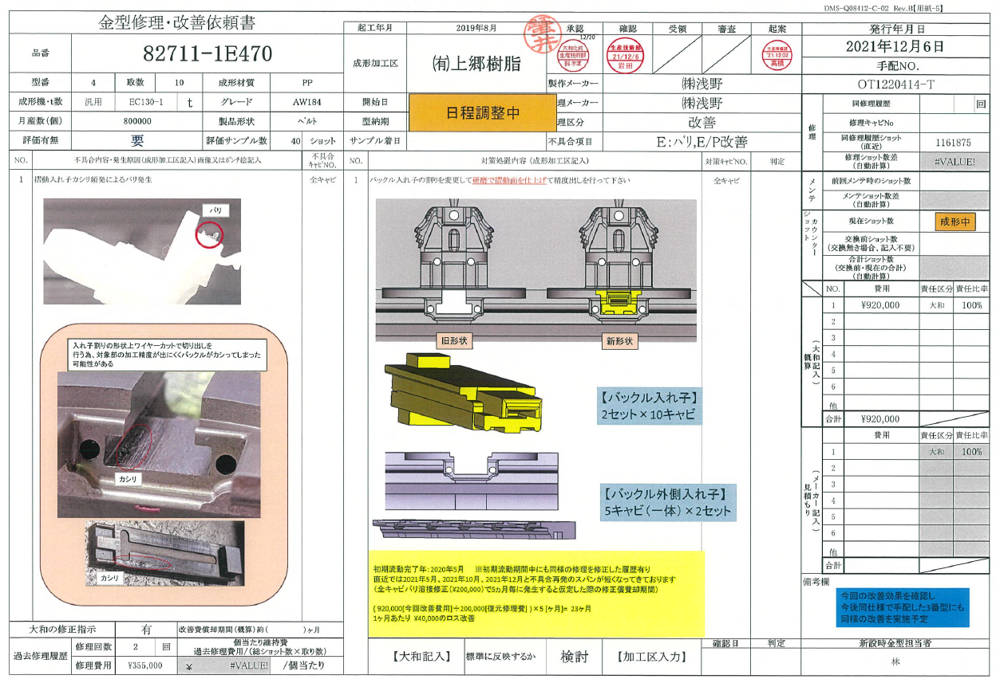 DMS-Q08412-C-02 Rev.B【用紙-5】
金型修理・改善依頼書
起工年月 2019年8月 承認 確認 受領 審査 起案 発行年月日
12/20
生産技術部 21/12/6 岩田
'21.12.02 高橋
品番 82711-1E470 成形加工区 ㈲上郷樹脂 2021年12月6日
手配NO.
型番 4 取数 10 成形材質 PP 製作メーカー ㈱浅野 OT1220414-T
成形機・t数 汎用 EC130-1 t グレード AW184 開始日 日程調整中 理メーカー ㈱浅野
月産数(個) 800000 製品形状 ベルト 型納期 理区分 改善
評価有無 要 評価サンプル数 40 ショット サンプル着日 不具合項目 E:バリ,E/P改善
修理
同修理履歴 回
修理キャビNo
同修理履歴ショット
(直近)
1161875
修理ショット数差
(自動計算)
#VALUE!
メンテ
前回メンテ時のショット数
メンテショット数差
(自動計算)
ショットカウンター
現在ショット数 成形中
交換前ショット数
(交換無き場合、記入不要)
合計ショット数
(交換前・現在の合計)
(自動計算)
NO. 不具合内容・発生原因(成形加工区記入)画像又はポンチ絵記入 不具合
キャビNO.
NO. 対策処置内容 (成形加工区記入) 対策キャビNO. 判定
1 摺動入れ子カシリ頻発によるバリ発生 全キャビ
バリ
入れ子割りの形状上ワイヤーカットで切り出しを
行う為、対象部の加工精度が出にくくバックルがカシってしまった
可能性がある
カシリ
カシリ
1 バックル入れ子の割りを変更して研磨で摺動面を仕上げて精度出しを行って下さい 全キャビ
旧形状 新形状
【バックル入れ子】
2セット×10キャビ
【バックル外側入れ子】
5キャビ(一体)×2セット
初期流動完了年:2020年5月 ※初期流動期間中にも同様の修理を修正した履歴有り
直近では2021年5月、2021年10月、2021年12月と不具合再発のスパンが短くなってきております
(全キャビバリ溶接修正(¥200,000)で5ヵ月毎に発生すると仮定した際の修正償費却期間)
( 920,000[今回改善費用]÷200,000[復元修理費] )×5 [ヶ月]= 23ヶ月
1ヶ月あたり ¥40,000のロス改善
NO. 費用 責任区分 責任比率
(大和記入)
概算
1 ¥920,000 大和 100%
2
3
4
5
6
他
合計 ¥920,000
費用 責任区分 責任比率
(メーカー記入)
見積もり
1 大和 100%
2
3
4
5
6
他
合計
備考欄
今回の改善効果を確認し
今後同仕様で手配した3番型にも
同様の改善を実施予定
大和の修正指示 有 改善費償却期間(概算)約( )ヶ月
過去修理履歴 修理回数 2 回 個当たり維持費
過去修理費用/(総ショット数×取り数)
修理費用 ¥355,000 ¥ #VALUE! /個当たり
【大和記入】 標準に反映するか 検討 【加工区入力】
確認日 判定
新設時金型担当者
林